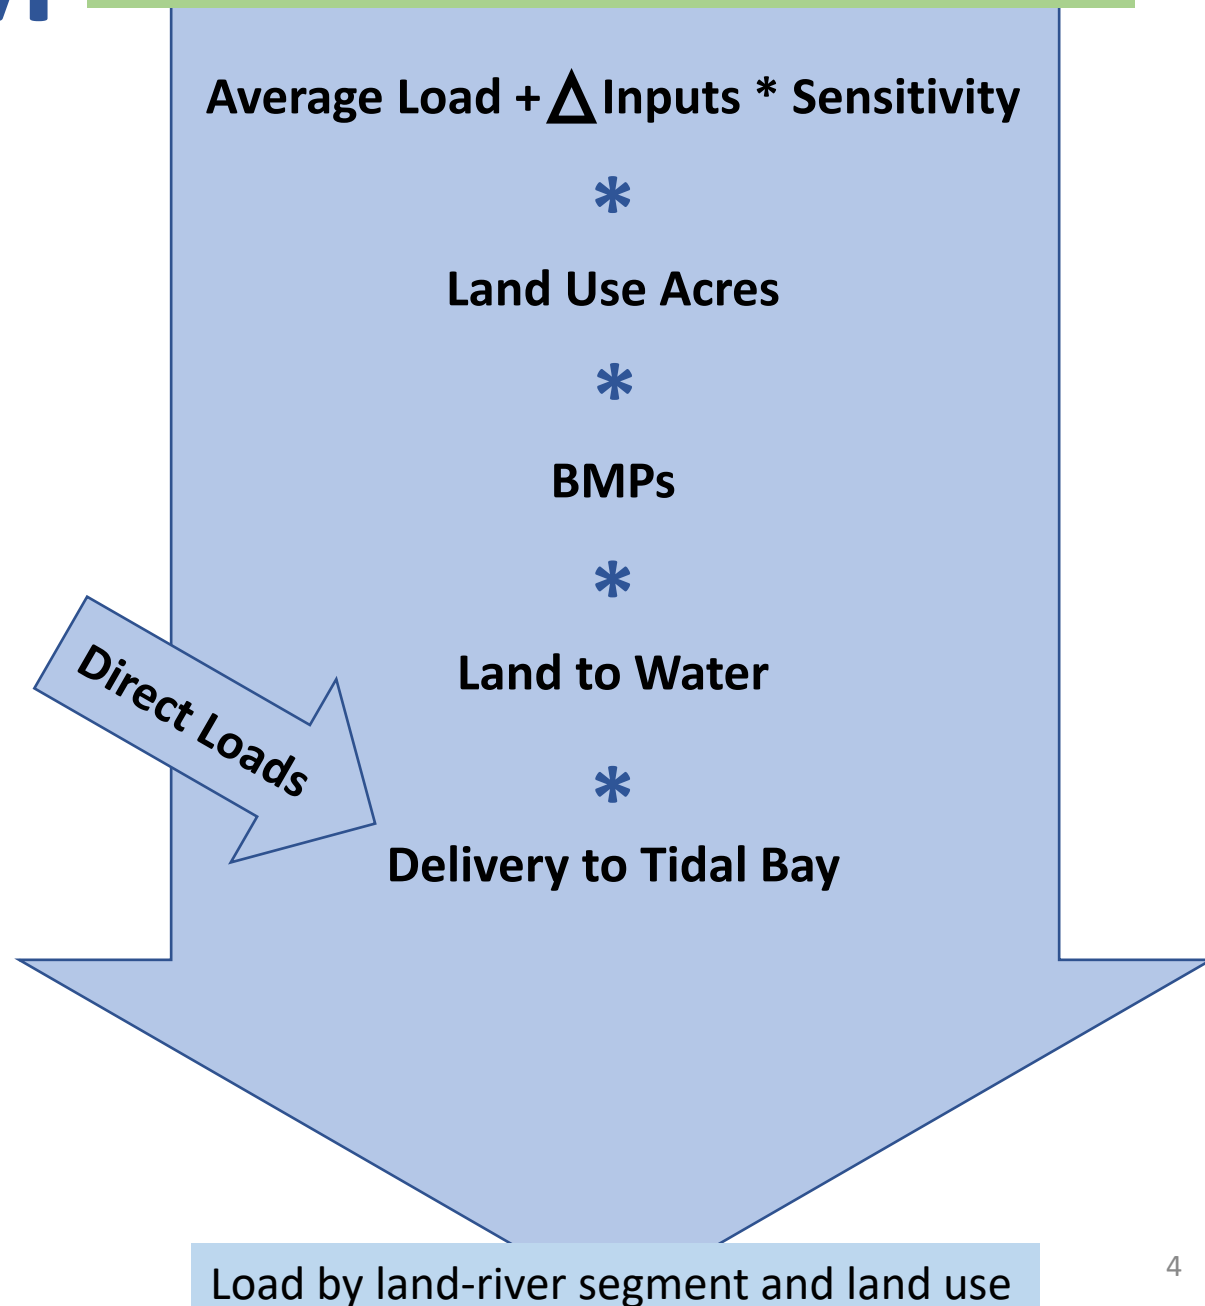 Average Load + Δ Inputs * Sensitivity
*
Land Use Acres
*
BMPs
*
Land to Water
Direct Loads
*
Delivery to Tidal Bay
Load by land-river segment and land use
4